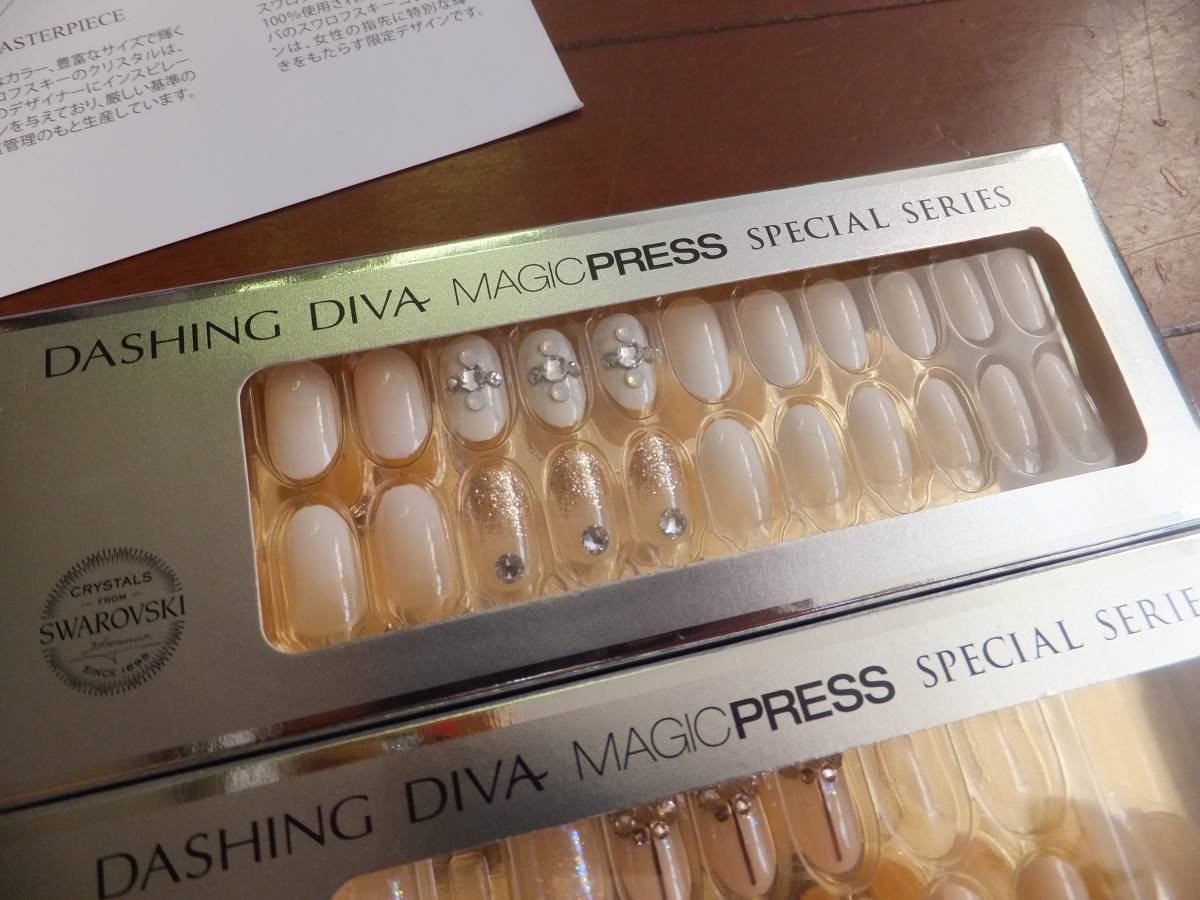 ASTERPIECE
なカラー、豊富なサイズで輝く
ロフスキーのクリスタルは、
のデザイナーにインスピレー
ンを与えており、厳しい基準の
管理のもと生産しています。
100%使用され
パのスワロフスキー・コ
ンは、女性の指先に特別な輝
きをもたらす限定デザインです。
DASHING DIVA MAGICPRESS SPECIAL SERIES
CRYSTALS
FROM
SWAROVSKI
SINCE 1895
DASHING DIVA MAGICPRESS SPECIAL SERIE